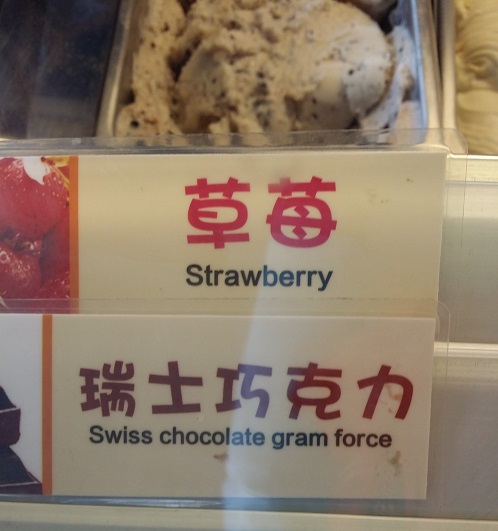 草莓
Strawberry
瑞士巧克力
Swiss chocolate gram force